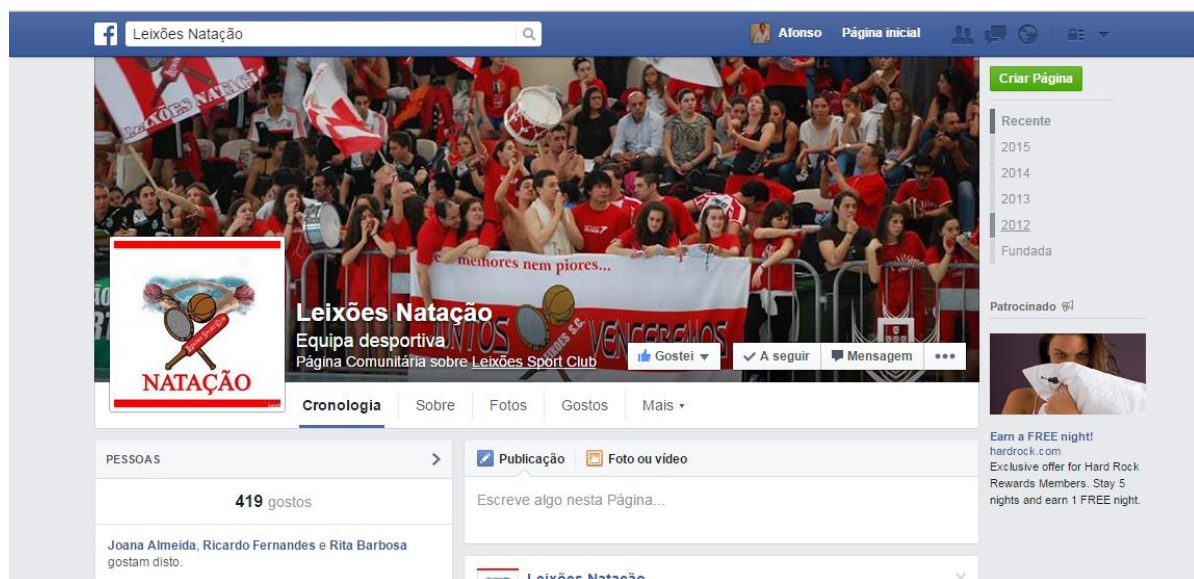 Leixões Natação
Afonso
Página inicial
Criar Página
Recente
2015
2014
2013
2012
Fundada
LEIXÕES NATAÇÃO
melhores nem piores...
JUNTOS VENCEREMOS
NATAÇÃO
Leixões Natação
Equipa desportiva
Página Comunitária sobre Leixões Sport Club
Gostei
A seguir
Mensagem
Cronologia
Sobre
Fotos
Gostos
Mais
Patrocinado
Earn a FREE night!
hardrock.com
Exclusive offer for Hard Rock
Rewards Members. Stay 5
nights and earn 1 FREE night.
PESSOAS
419 gostos
Joana Almeida, Ricardo Fernandes e Rita Barbosa
gostam disto.
Publicação
Foto ou vídeo
Escreve algo nesta Página...
Leixões Natação